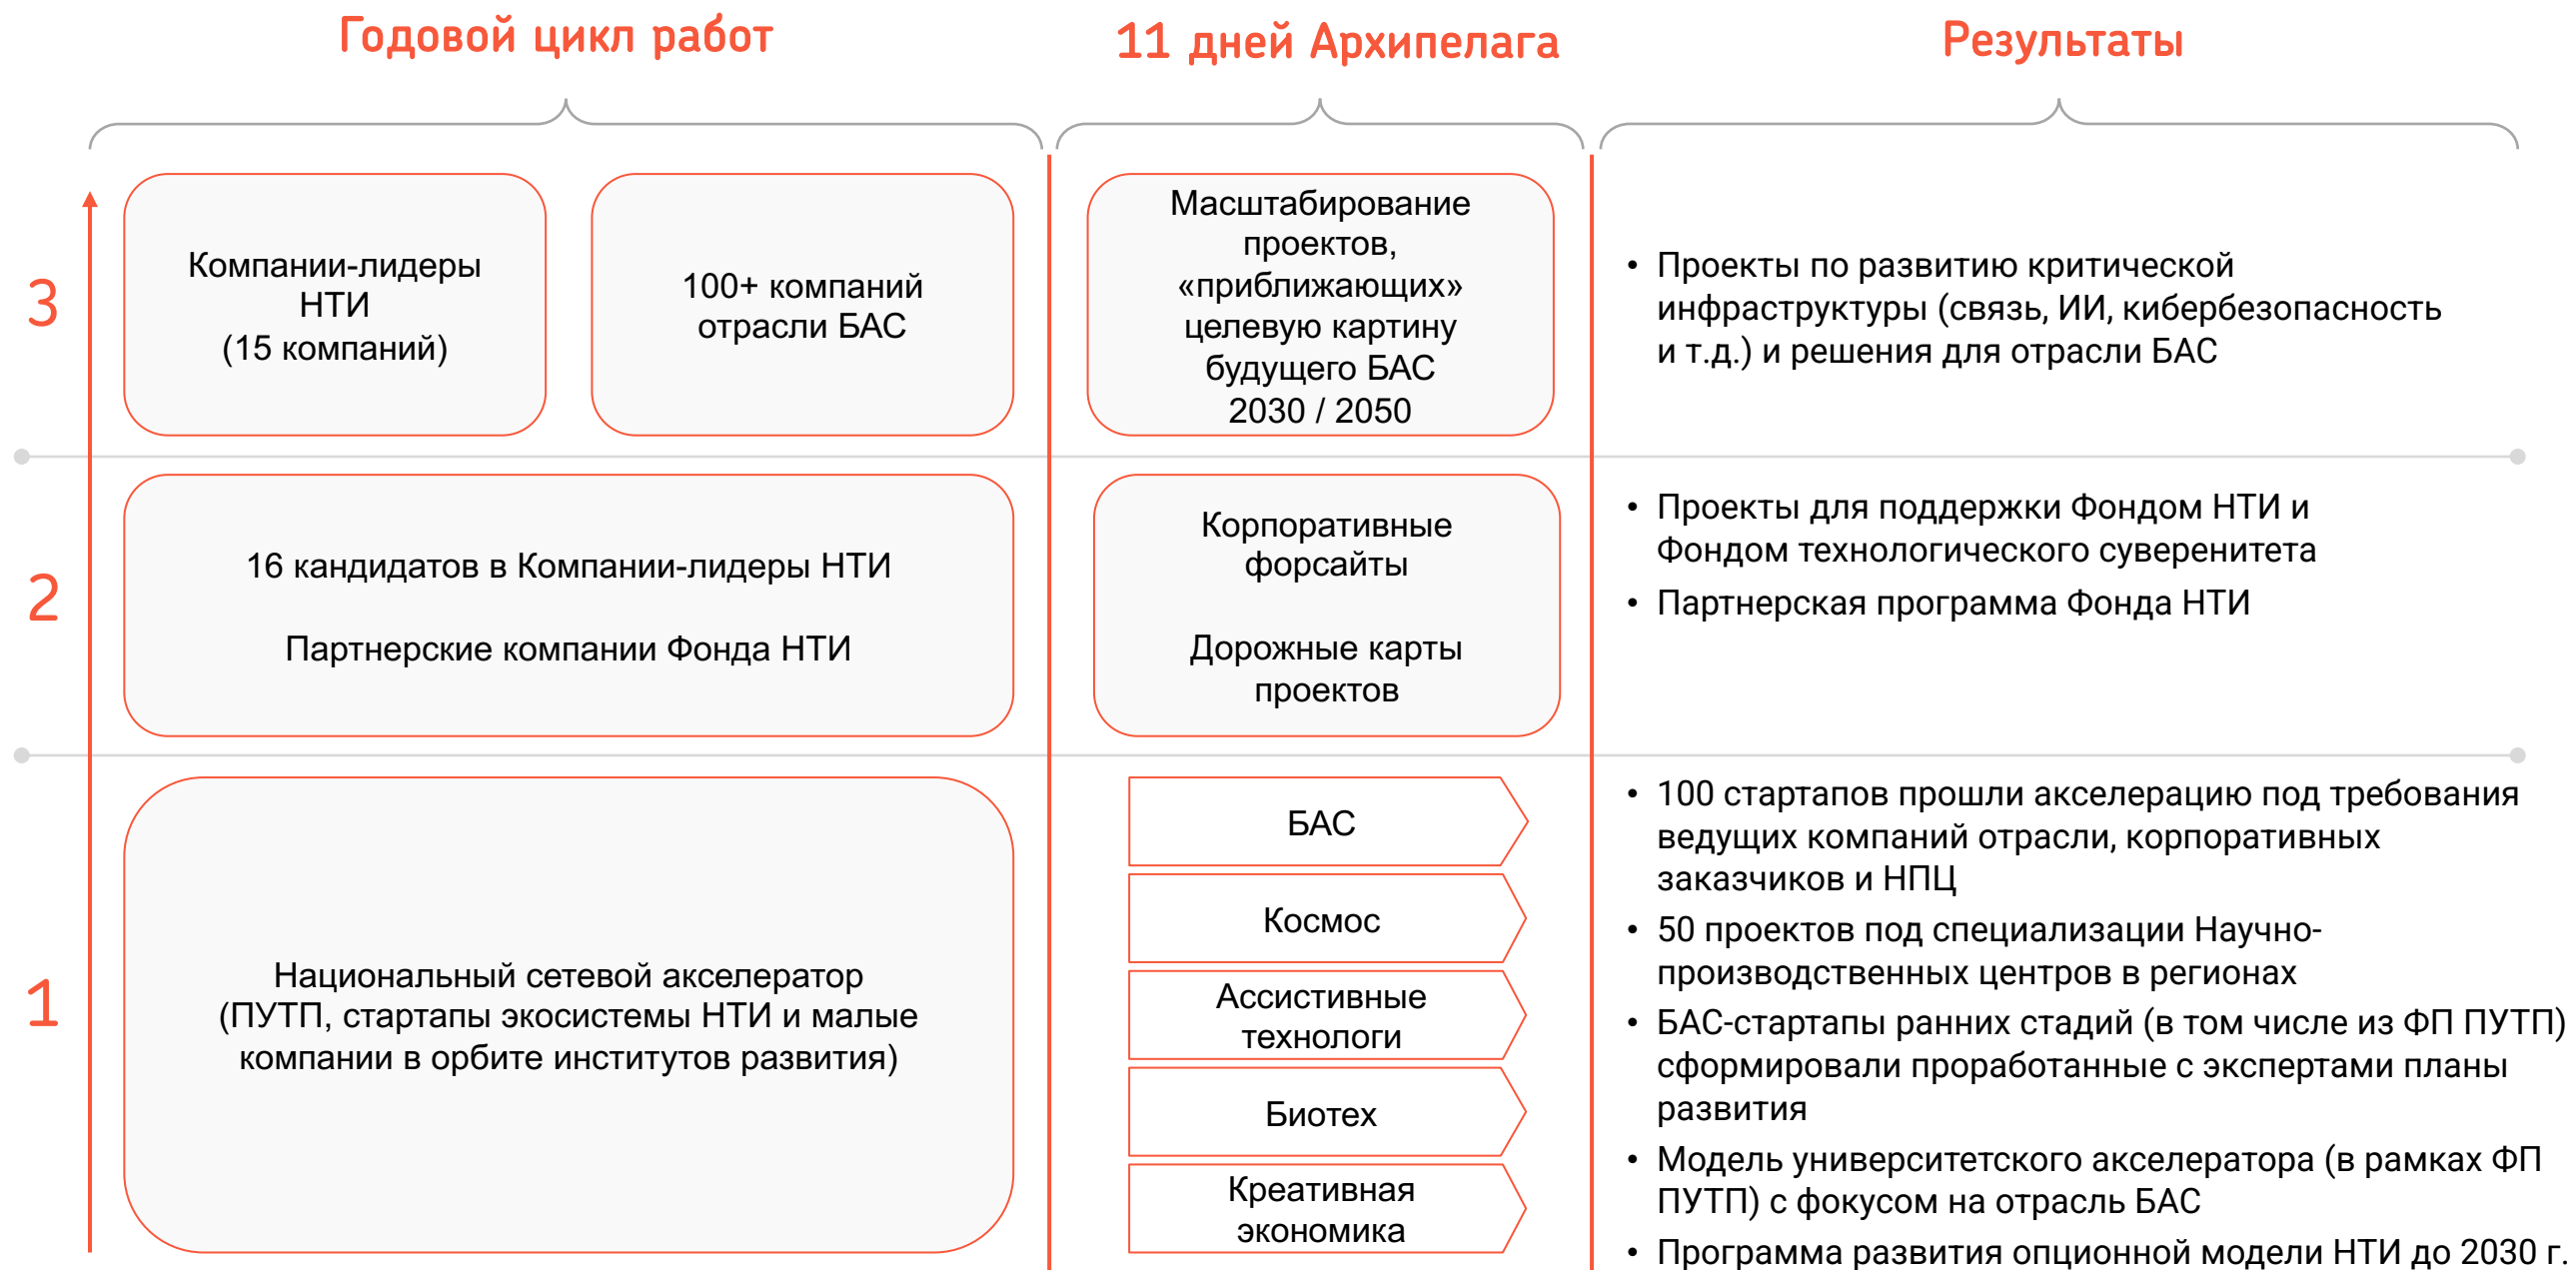 Годовой цикл работ
11 дней Архипелага
Результаты
3
Компании-лидеры
НТИ
(15 компаний)
100+ компаний
отрасли БАС
Масштабирование
проектов,
«приближающих»
целевую картину
будущего БАС
2030 / 2050
• Проекты по развитию критической
инфраструктуры (связь, ИИ, кибербезопасность
и т.д.) и решения для отрасли БАС
2
16 кандидатов в Компании-лидеры НТИ
Партнерские компании Фонда НТИ
Корпоративные
форсайты
Дорожные карты
проектов
• Проекты для поддержки Фондом НТИ и
Фондом технологического суверенитета
• Партнерская программа Фонда НТИ
1
Национальный сетевой акселератор
(ПУТП, стартапы экосистемы НТИ и малые
компании в орбите институтов развития)
БАС
Космос
Ассистивные
технологи
Биотех
Креативная
экономика
• 100 стартапов прошли акселерацию под требования
ведущих компаний отрасли, корпоративных
заказчиков и НПЦ
• 50 проектов под специализации Научно-
производственных центров в регионах
• БАС-стартапы ранних стадий (в том числе из ФП ПУТП)
сформировали проработанные с экспертами планы
развития
• Модель университетского акселератора (в рамках ФП
ПУТП) с фокусом на отрасль БАС
• Программа развития опционной модели НТИ до 2030 г.